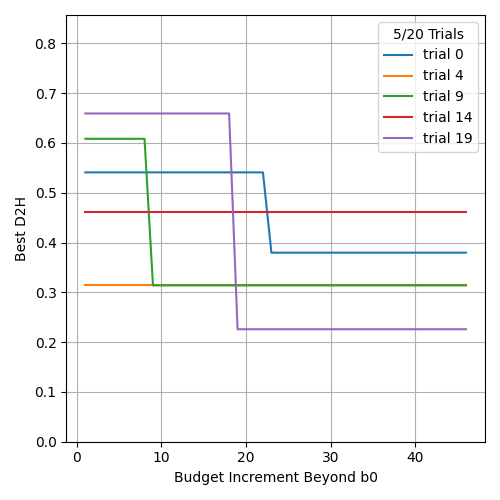 5/20 Trials
trial 0
trial 4
trial 9
trial 14
trial 19
Best D2H
0.8
0.7
0.6
0.5
0.4
0.3
0.2
0.1
0.0
0 10 20 30 40
Budget Increment Beyond b0